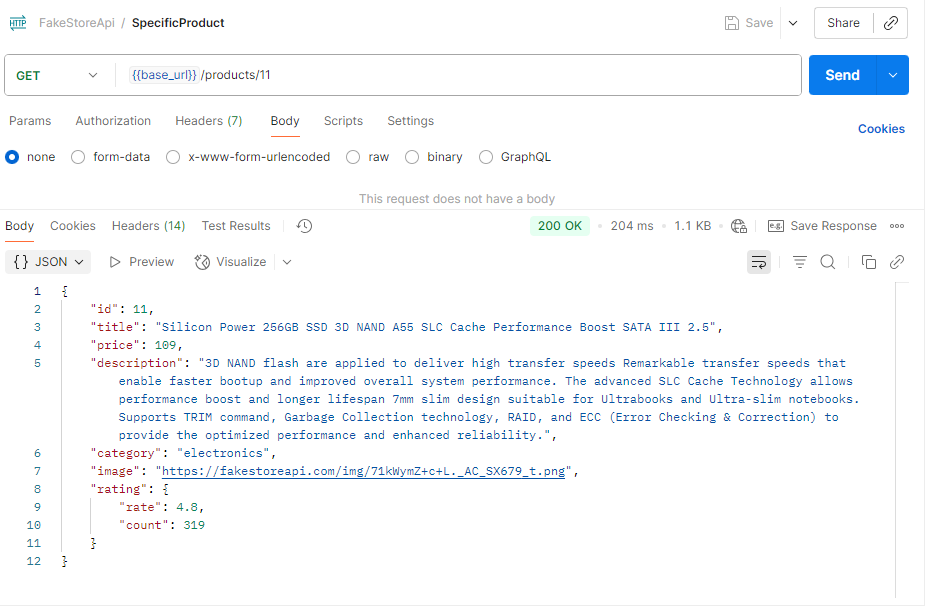 HTTP FakeStoreApi / SpecificProduct Save Share
GET {{base_url}}/products/11 Send
Params Authorization Headers (7) Body Scripts Settings Cookies
none form-data x-www-form-urlencoded raw binary GraphQL
This request does not have a body
Body Cookies Headers (14) Test Results 200 OK • 204 ms • 1.1 KB • e.g. Save Response
{} JSON Preview Visualize
1 {
2 "id": 11,
3 "title": "Silicon Power 256GB SSD 3D NAND A55 SLC Cache Performance Boost SATA III 2.5",
4 "price": 109,
5 "description": "3D NAND flash are applied to deliver high transfer speeds Remarkable transfer speeds that
enable faster bootup and improved overall system performance. The advanced SLC Cache Technology allows
performance boost and longer lifespan 7mm slim design suitable for Ultrabooks and Ultra-slim notebooks.
Supports TRIM command, Garbage Collection technology, RAID, and ECC (Error Checking & Correction) to
provide the optimized performance and enhanced reliability.",
6 "category": "electronics",
7 "image": "https://fakestoreapi.com/img/71kWymZ+c+L._AC_SX679_t.png",
8 "rating": {
9 "rate": 4.8,
10 "count": 319
11 }
12 }